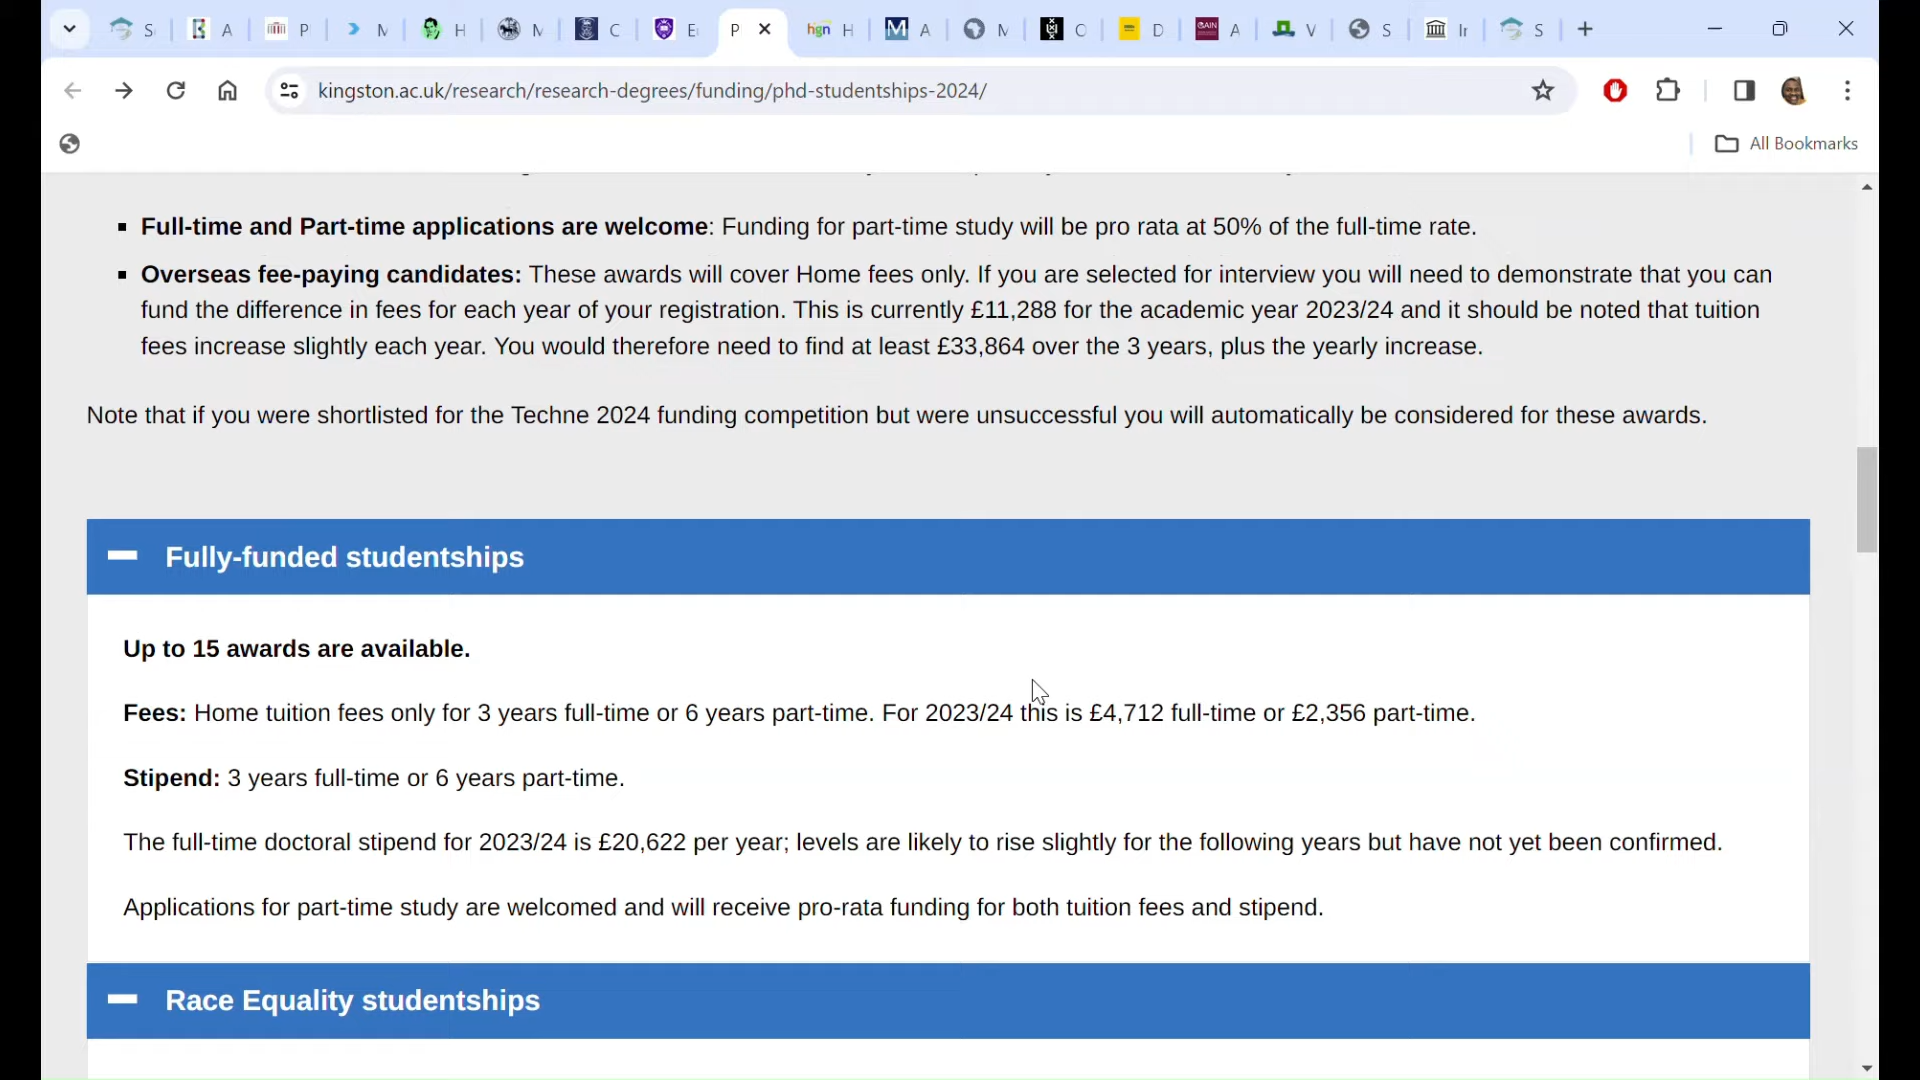 S
A
P
M
H
M
C
E
P
hgn H
M A
M
C
D
GAIN A
V
S
Ir
S
kingston.ac.uk/research/research-degrees/funding/phd-studentships-2024/
All Bookmarks
Full-time and Part-time applications are welcome: Funding for part-time study will be pro rata at 50% of the full-time rate.
Overseas fee-paying candidates: These awards will cover Home fees only. If you are selected for interview you will need to demonstrate that you can
fund the difference in fees for each year of your registration. This is currently £11,288 for the academic year 2023/24 and it should be noted that tuition
fees increase slightly each year. You would therefore need to find at least £33,864 over the 3 years, plus the yearly increase.
Note that if you were shortlisted for the Techne 2024 funding competition but were unsuccessful you will automatically be considered for these awards.
Fully-funded studentships
Up to 15 awards are available.
Fees: Home tuition fees only for 3 years full-time or 6 years part-time. For 2023/24 this is £4,712 full-time or £2,356 part-time.
Stipend: 3 years full-time or 6 years part-time.
The full-time doctoral stipend for 2023/24 is £20,622 per year; levels are likely to rise slightly for the following years but have not yet been confirmed.
Applications for part-time study are welcomed and will receive pro-rata funding for both tuition fees and stipend.
Race Equality studentships